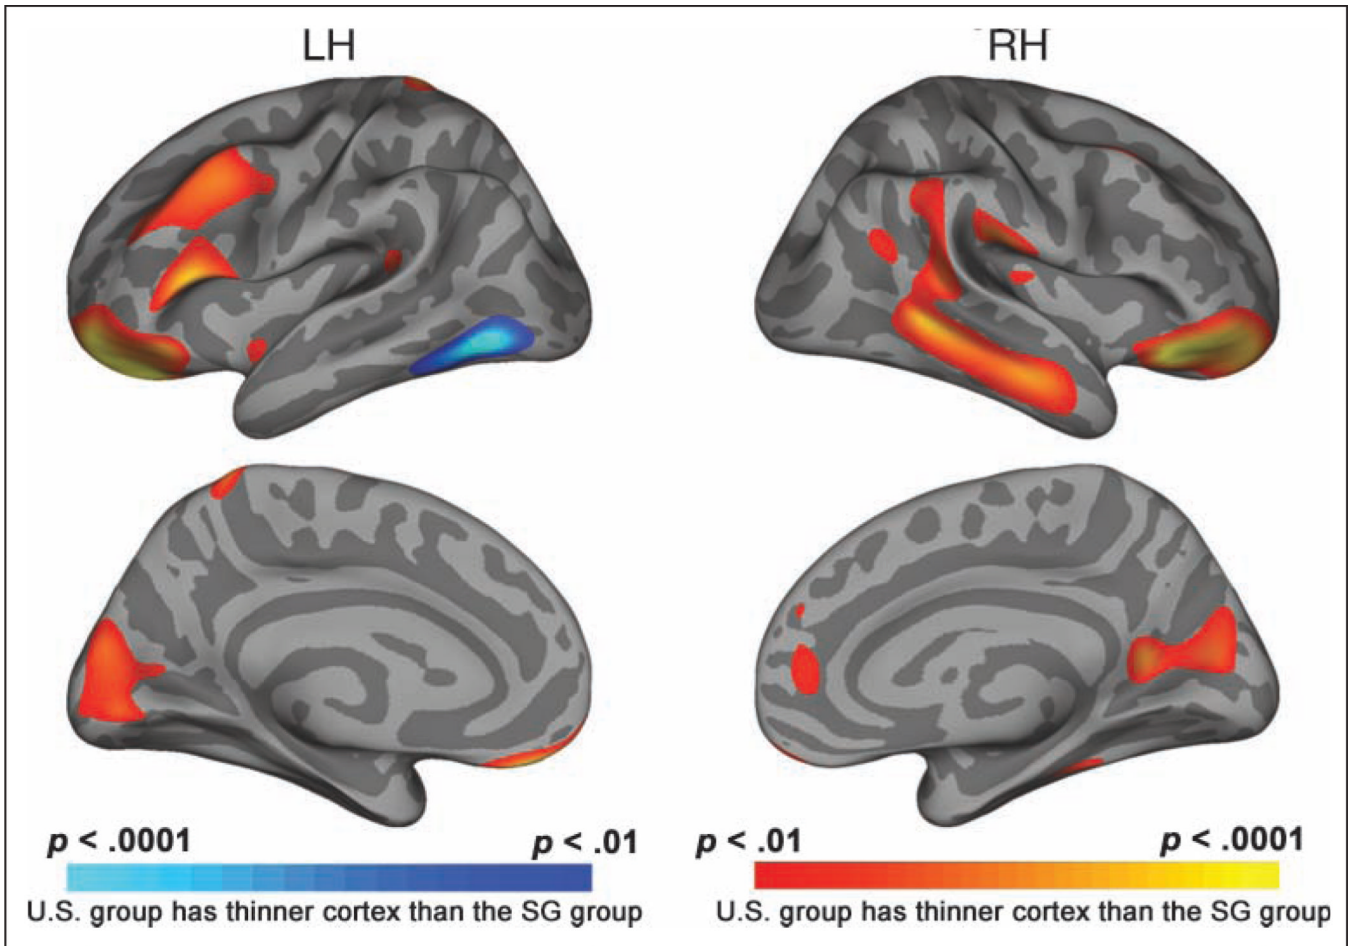 LH
RH
p < .0001
p < .01
p < .01
p < .0001
U.S. group has thinner cortex than the SG group
U.S. group has thinner cortex than the SG group